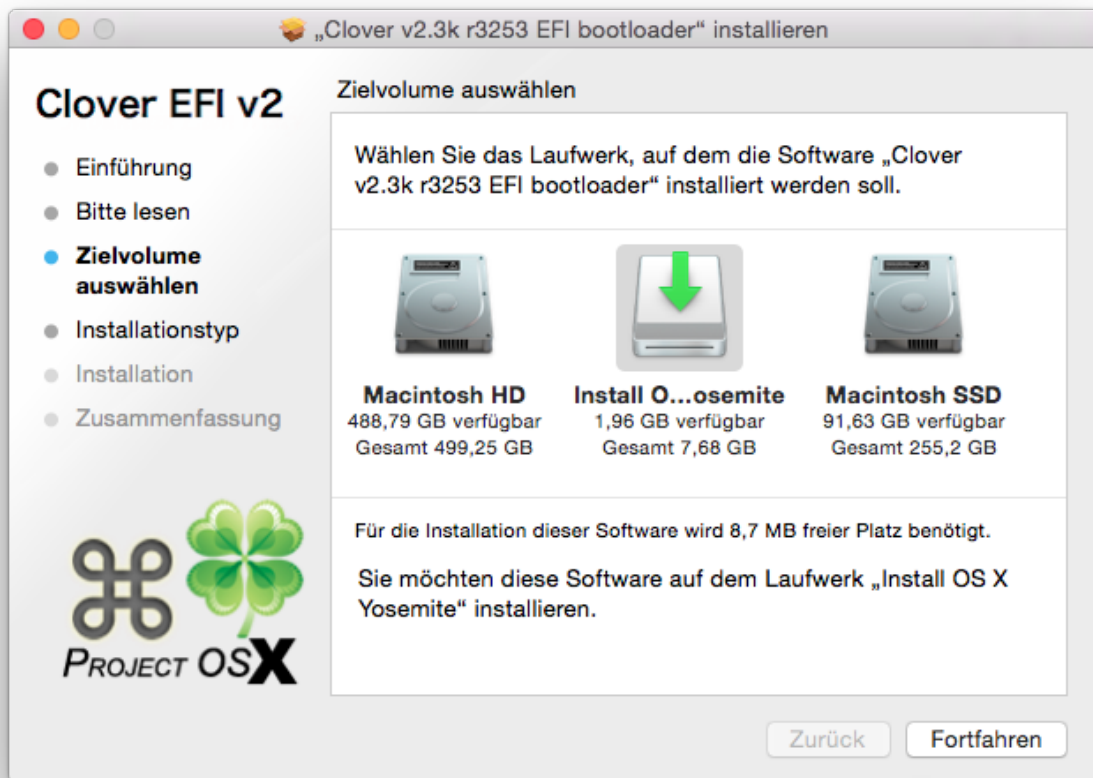 „Clover v2.3k r3253 EFI bootloader“ installieren
Clover EFI v2
Einführung
Bitte lesen
Zielvolume
auswählen
Installationstyp
Installation
Zusammenfassung
PROJECT OSX
Zielvolume auswählen
Wählen Sie das Laufwerk, auf dem die Software „Clover
v2.3k r3253 EFI bootloader“ installiert werden soll.
Macintosh HD
488,79 GB verfügbar
Gesamt 499,25 GB
Install O...osemite
1,96 GB verfügbar
Gesamt 7,68 GB
Macintosh SSD
91,63 GB verfügbar
Gesamt 255,2 GB
Für die Installation dieser Software wird 8,7 MB freier Platz benötigt.
Sie möchten diese Software auf dem Laufwerk „Install OS X
Yosemite“ installieren.
Zurück
Fortfahren